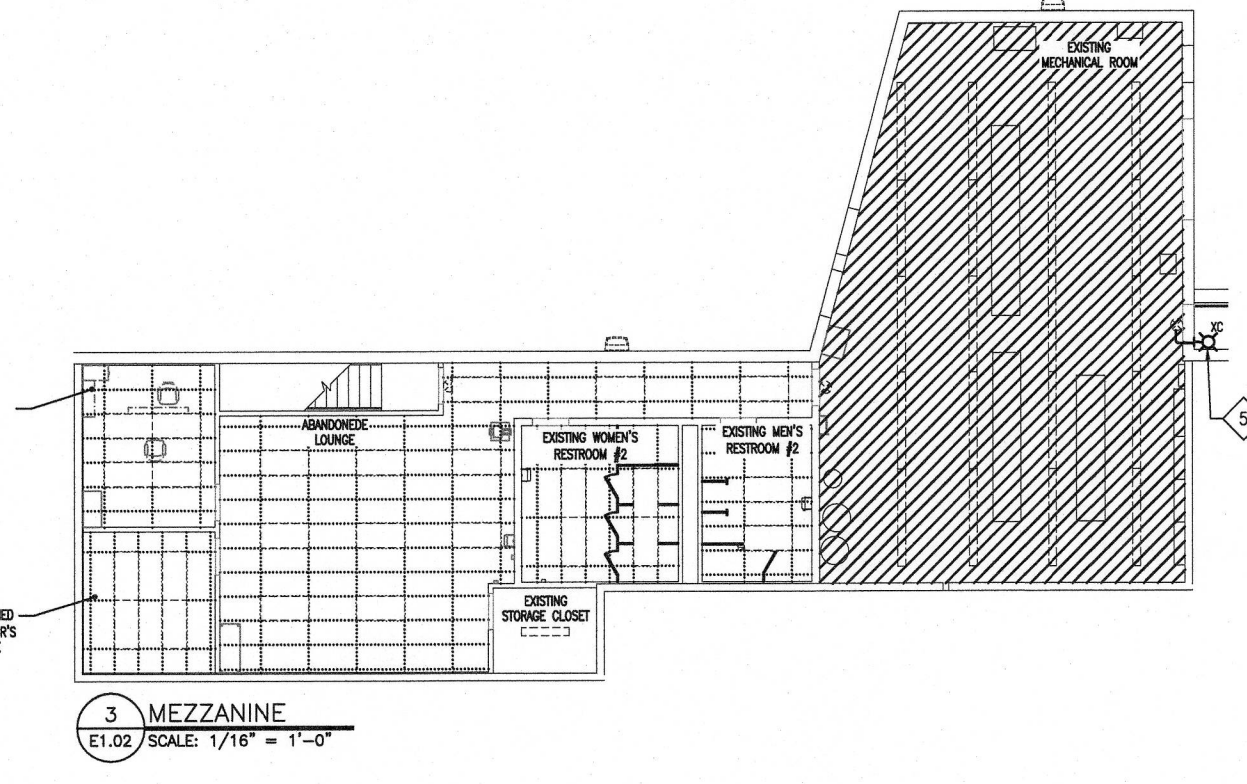 EXISTING
MECHANICAL ROOM
XC
5
ABANDONEDE
LOUNGE
EXISTING WOMEN'S
RESTROOM #2
EXISTING MEN'S
RESTROOM #2
EXISTING
STORAGE CLOSET
ED
R'S
3
MEZZANINE
E1.02
SCALE: 1/16" = 1'-0"